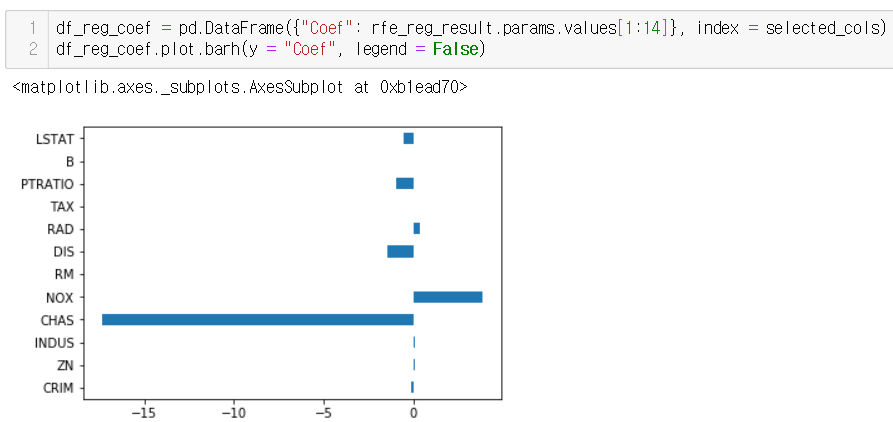 1 df_reg_coef = pd.DataFrame({"Coef": rfe_reg_result.params.values[1:14]}, index = selected_cols)
2 df_reg_coef.plot.barh(y = "Coef", legend = False)
<matplotlib.axes._subplots.AxesSubplot at 0xb1ead70>
LSTAT
B
PTRATIO
TAX
RAD
DIS
RM
NOX
CHAS
INDUS
ZN
CRIM
−15 −10 −5 0